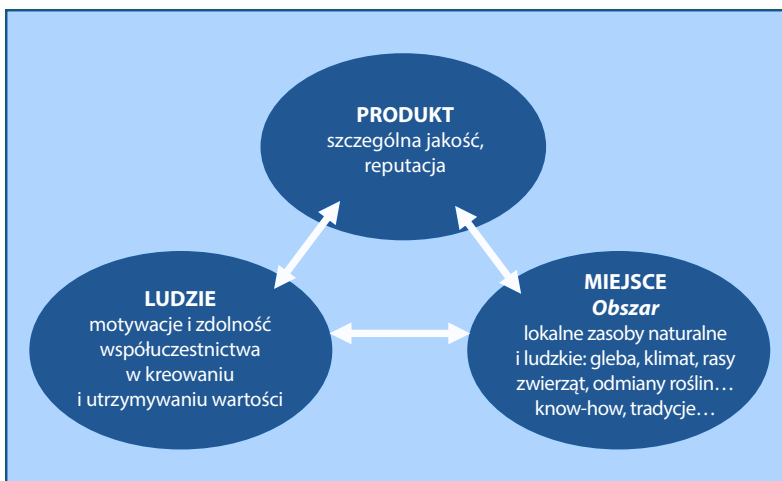 PRODUKT
szczególna jakość,
reputacja
LUDZIE
motywacje i zdolność
współuczestnictwa
w kreowaniu
i utrzymywaniu wartości
MIEJSCE
Obszar
lokalne zasoby naturalne
i ludzkie: gleba, klimat, rasy
zwierząt, odmiany roślin…
know-how, tradycje…